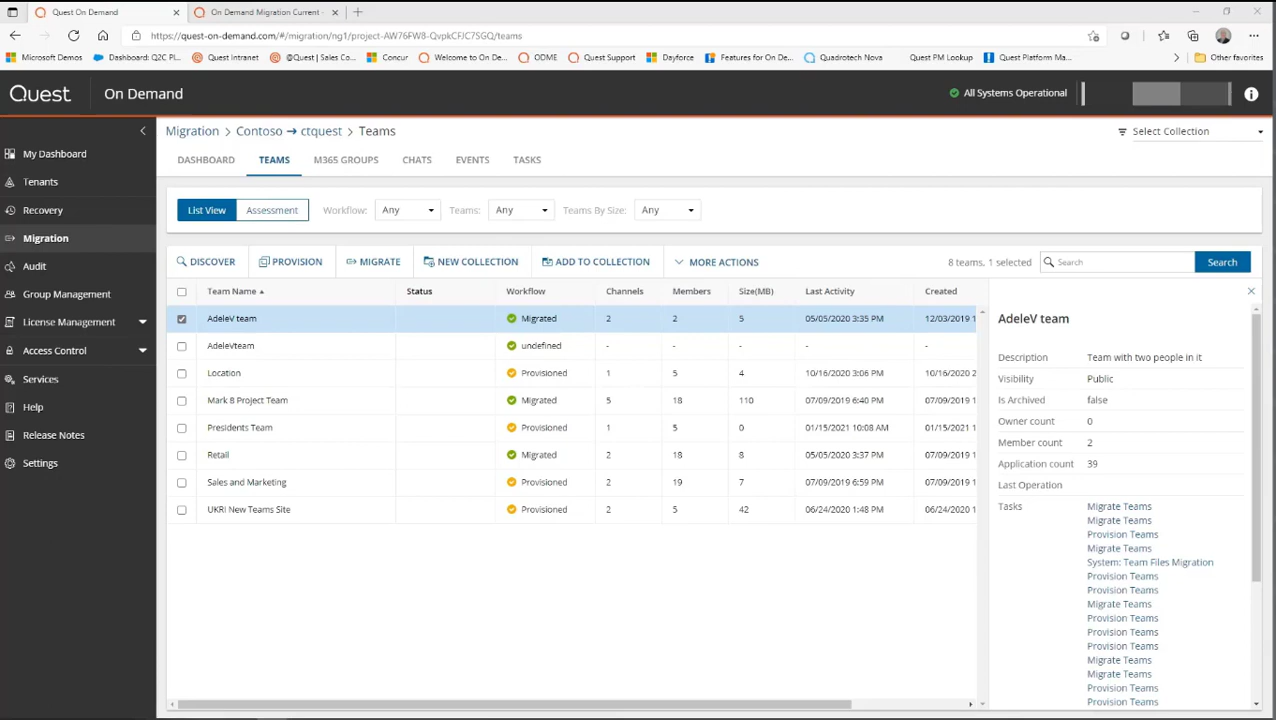 Quest On Demand
On Demand Migration Current -
https://quest-on-demand.com/#/migration/ng1/project-AW76FW8-QvpkCFJC7SGQ/teams
Microsoft Demos Dashboard: Q2C Pl... Quest Intranet @Quest | Sales Co... Concur Welcome to On De... ODME Quest Support Dayforce Features for On De... Quadrotech Nova Quest PM Lookup Quest Platform Ma... Other favorites
Quest On Demand All Systems Operational
Migration > Contoso → ctquest > Teams
Select Collection
My Dashboard
Tenants
Recovery
Migration
Audit
Group Management
License Management
Access Control
Services
Help
Release Notes
Settings
DASHBOARD TEAMS M365 GROUPS CHATS EVENTS TASKS
List View Assessment Workflow: Any Teams: Any Teams By Size: Any
DISCOVER PROVISION MIGRATE NEW COLLECTION ADD TO COLLECTION MORE ACTIONS 8 teams, 1 selected Search Search
Team Name Status Workflow Channels Members Size(MB) Last Activity Created
AdeleV team Migrated 2 2 5 05/05/2020 3:35 PM 12/03/2019 1
AdeleVteam undefined - - - - -
Location Provisioned 1 5 4 10/16/2020 3:06 PM 10/16/2020 2
Mark 8 Project Team Migrated 5 18 110 07/09/2019 6:40 PM 07/09/2019 1
Presidents Team Provisioned 1 5 0 01/15/2021 10:08 AM 01/15/2021 1
Retail Migrated 2 18 8 05/05/2020 3:37 PM 07/09/2019 1
Sales and Marketing Provisioned 2 19 7 07/09/2019 6:59 PM 07/09/2019 1
UKRI New Teams Site Provisioned 2 5 42 06/24/2020 1:48 PM 06/24/2020 1
AdeleV team
Description Team with two people in it
Visibility Public
Is Archived false
Owner count 0
Member count 2
Application count 39
Last Operation
Tasks Migrate Teams
Migrate Teams
Provision Teams
Migrate Teams
System: Team Files Migration
Provision Teams
Provision Teams
Migrate Teams
Provision Teams
Provision Teams
Provision Teams
Migrate Teams
Migrate Teams
Provision Teams
Provision Teams